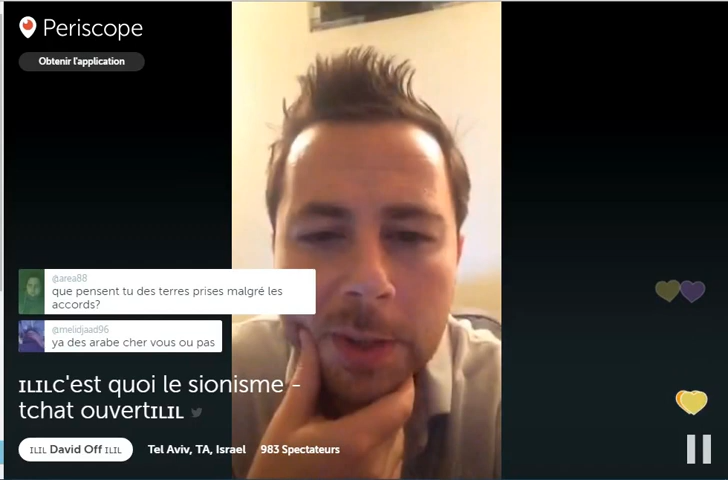 Periscope
Obtenir l'application
@area88
que pensent tu des terres prises malgré les
accords?
@melidjaad96
ya des arabe cher vous ou pas
ɪʟɪʟc'est quoi le sionisme -
tchat ouvertɪʟɪʟ
ɪʟɪʟ David Off ɪʟɪʟ
Tel Aviv, TA, Israel
983 Spectateurs